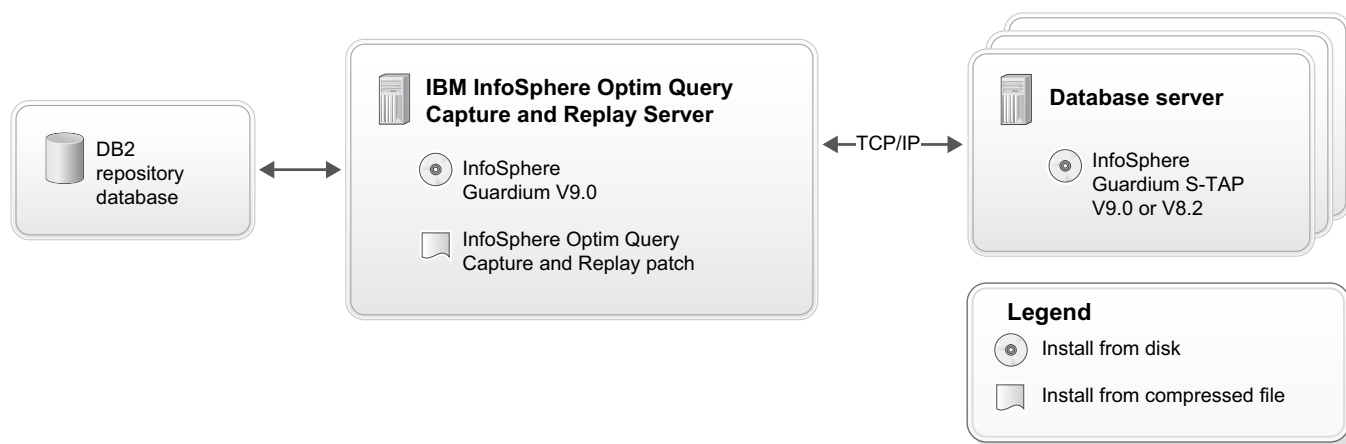 DB2
repository
database
IBM InfoSphere Optim Query
Capture and Replay Server
InfoSphere
Guardium V9.0
InfoSphere Optim Query
Capture and Replay patch
TCP/IP
Database server
InfoSphere
Guardium S-TAP
V9.0 or V8.2
Legend
Install from disk
Install from compressed file